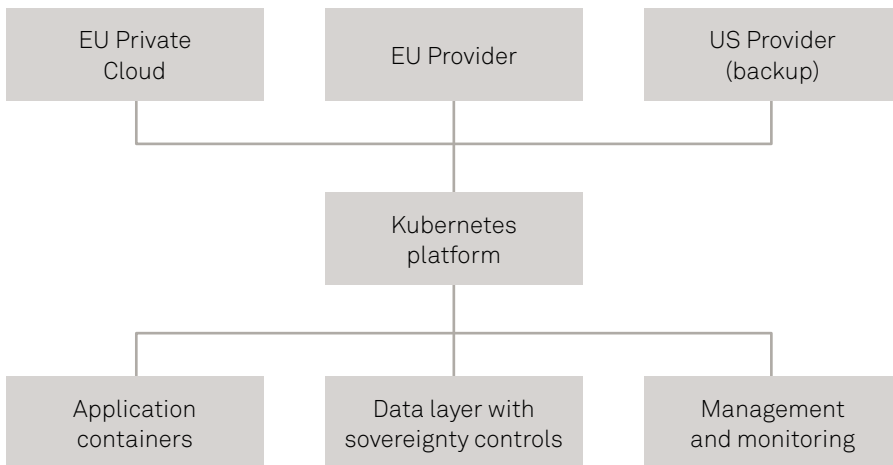 EU Private
Cloud
EU Provider
US Provider
(backup)
Kubernetes
platform
Application
containers
Data layer with
sovereignty controls
Management
and monitoring